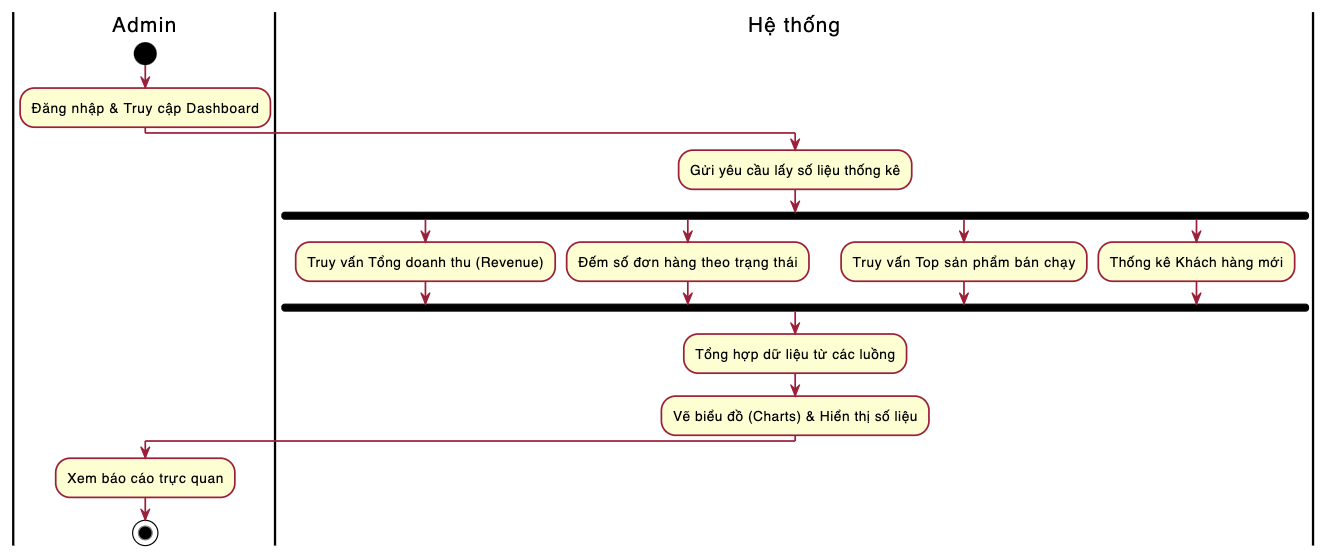 Admin
Hệ thống
Đăng nhập & Truy cập Dashboard
Gửi yêu cầu lấy số liệu thống kê
Truy vấn Tổng doanh thu (Revenue)
Đếm số đơn hàng theo trạng thái
Truy vấn Top sản phẩm bán chạy
Thống kê Khách hàng mới
Tổng hợp dữ liệu từ các luồng
Vẽ biểu đồ (Charts) & Hiển thị số liệu
Xem báo cáo trực quan